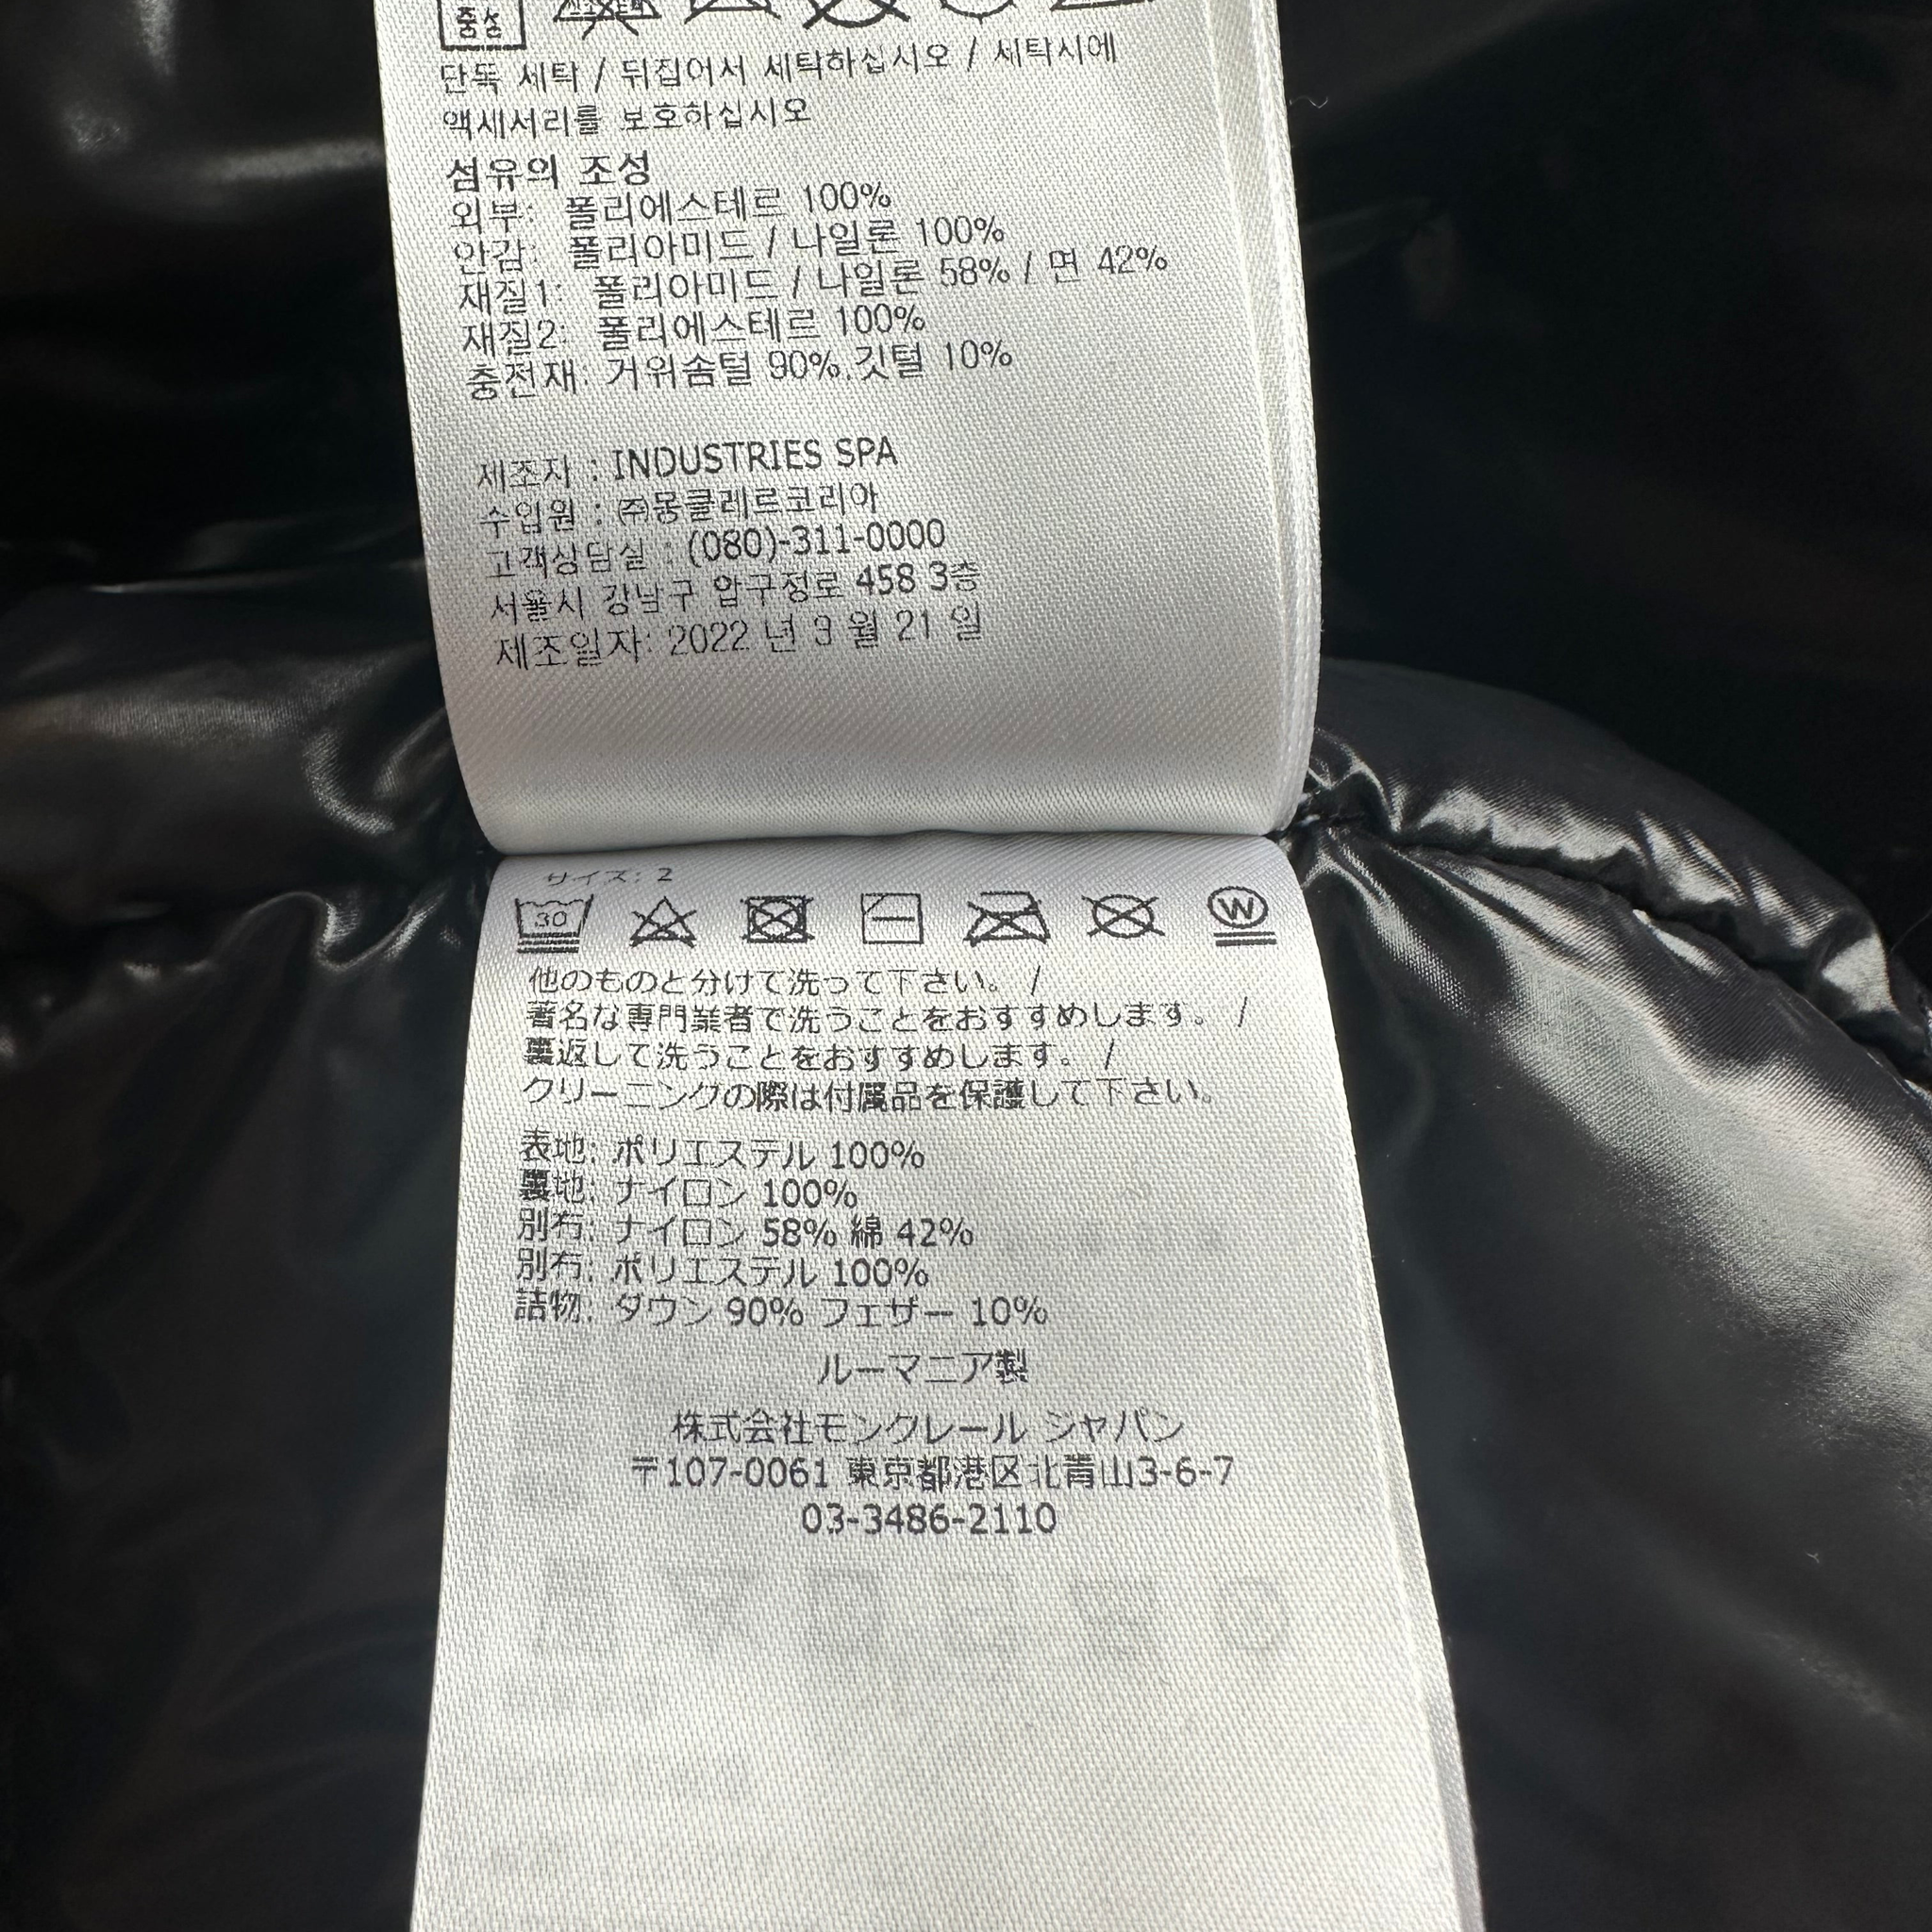 중성
단독 세탁 / 뒤집어서 세탁하십시오 / 세탁시에
액세서리를 보호하십시오
섬유의 조성
외부: 폴리에스테르 100%
안감: 폴리아미드 / 나일론 100%
재질1: 폴리아미드 / 나일론 58% / 면 42%
재질2: 폴리에스테르 100%
충전재: 거위솜털 90%.깃털 10%
제조자 : INDUSTRIES SPA
수입원 : ㈜몽클레르코리아
고객상담실 : (080)-311-0000
서울시 강남구 압구정로 458 3층
제조일자: 2022 년 3 월 21 일
サイズ: 2
30 W
他のものと分けて洗って下さい。 /
著名な専門業者で洗うことをおすすめします。 /
裏返して洗うことをおすすめします。 /
クリーニングの際は付属品を保護して下さい。
表地: ポリエステル 100%
裏地: ナイロン 100%
別布: ナイロン 58% 綿 42%
別布: ポリエステル 100%
詰物: ダウン 90% フェザー 10%
ルーマニア製
株式会社モンクレール ジャパン
〒107-0061 東京都港区北青山3-6-7
03-3486-2110